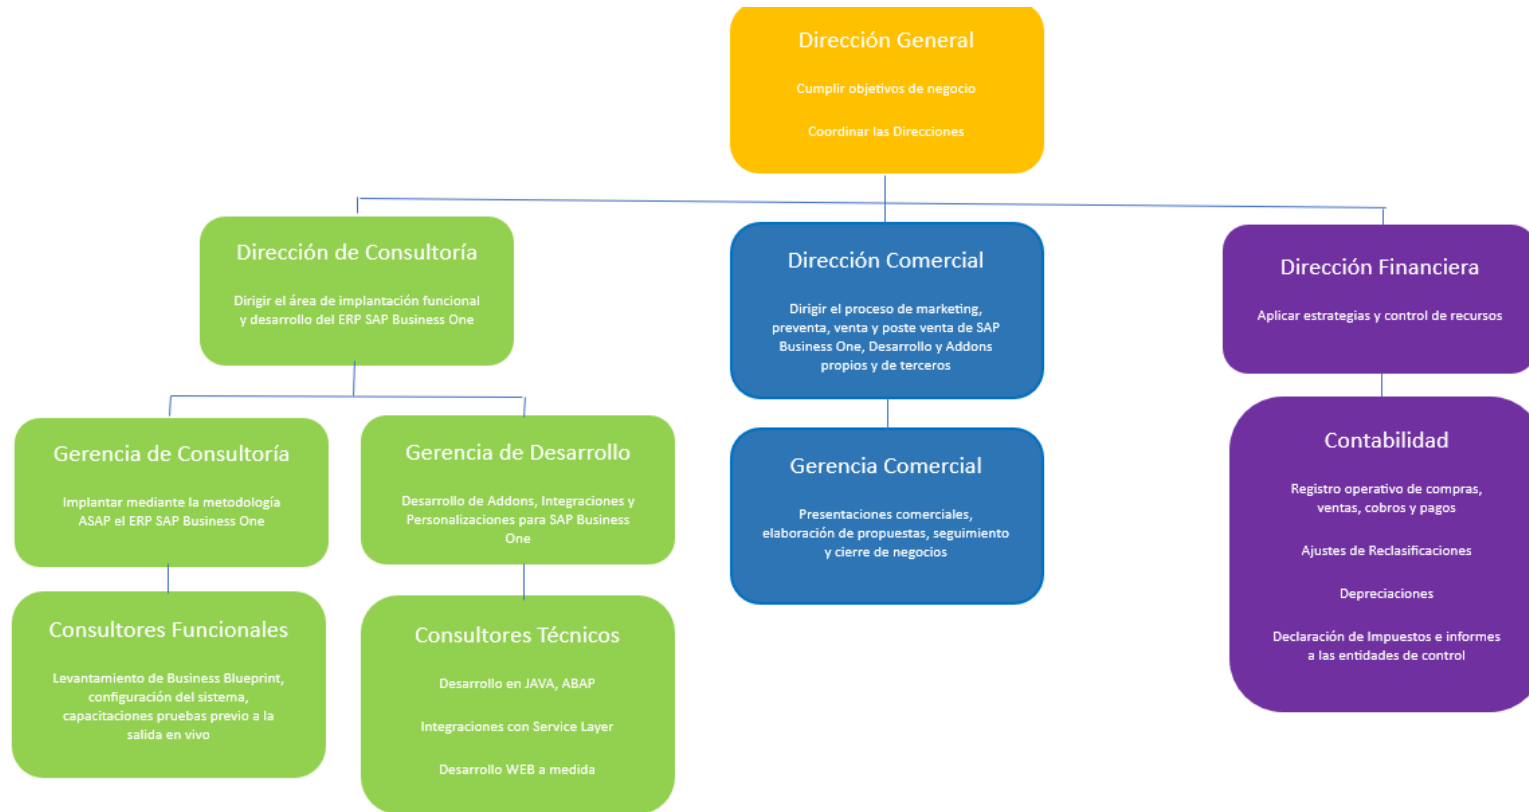 Dirección General
Cumplir objetivos de negocio
Coordinar las Direcciones
Dirección de Consultoría
Dirigir el área de implantación funcional
y desarrollo del ERP SAP Business One
Dirección Comercial
Dirigir el proceso de marketing,
preventa, venta y poste venta de SAP
Business One, Desarrollo y Addons
propios y de terceros
Dirección Financiera
Aplicar estrategias y control de recursos
Gerencia de Consultoría
Implantar mediante la metodología
ASAP el ERP SAP Business One
Gerencia de Desarrollo
Desarrollo de Addons, Integraciones y
Personalizaciones para SAP Business
One
Gerencia Comercial
Presentaciones comerciales,
elaboración de propuestas, seguimiento
y cierre de negocios
Contabilidad
Registro operativo de compras,
ventas, cobros y pagos
Ajustes de Reclasificaciones
Depreciaciones
Declaración de Impuestos e informes
a las entidades de control
Consultores Funcionales
Levantamiento de Business Blueprint,
configuración del sistema,
capacitaciones pruebas previo a la
salida en vivo
Consultores Técnicos
Desarrollo en JAVA, ABAP
Integraciones con Service Layer
Desarrollo WEB a medida